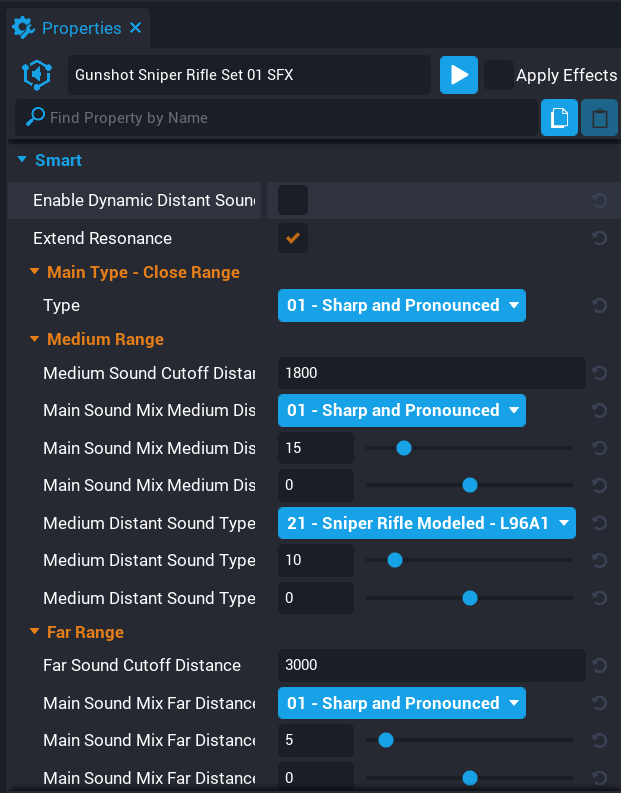 Properties
Gunshot Sniper Rifle Set 01 SFX
Apply Effects
Find Property by Name
Smart
Enable Dynamic Distant Soun
Extend Resonance
Main Type - Close Range
Type 01 - Sharp and Pronounced
Medium Range
Medium Sound Cutoff Distar 1800
Main Sound Mix Medium Dis 01 - Sharp and Pronounced
Main Sound Mix Medium Dis 15
Main Sound Mix Medium Dis 0
Medium Distant Sound Type 21 - Sniper Rifle Modeled - L96A1
Medium Distant Sound Type 10
Medium Distant Sound Type 0
Far Range
Far Sound Cutoff Distance 3000
Main Sound Mix Far Distance 01 - Sharp and Pronounced
Main Sound Mix Far Distance 5
Main Sound Mix Far Distance 0